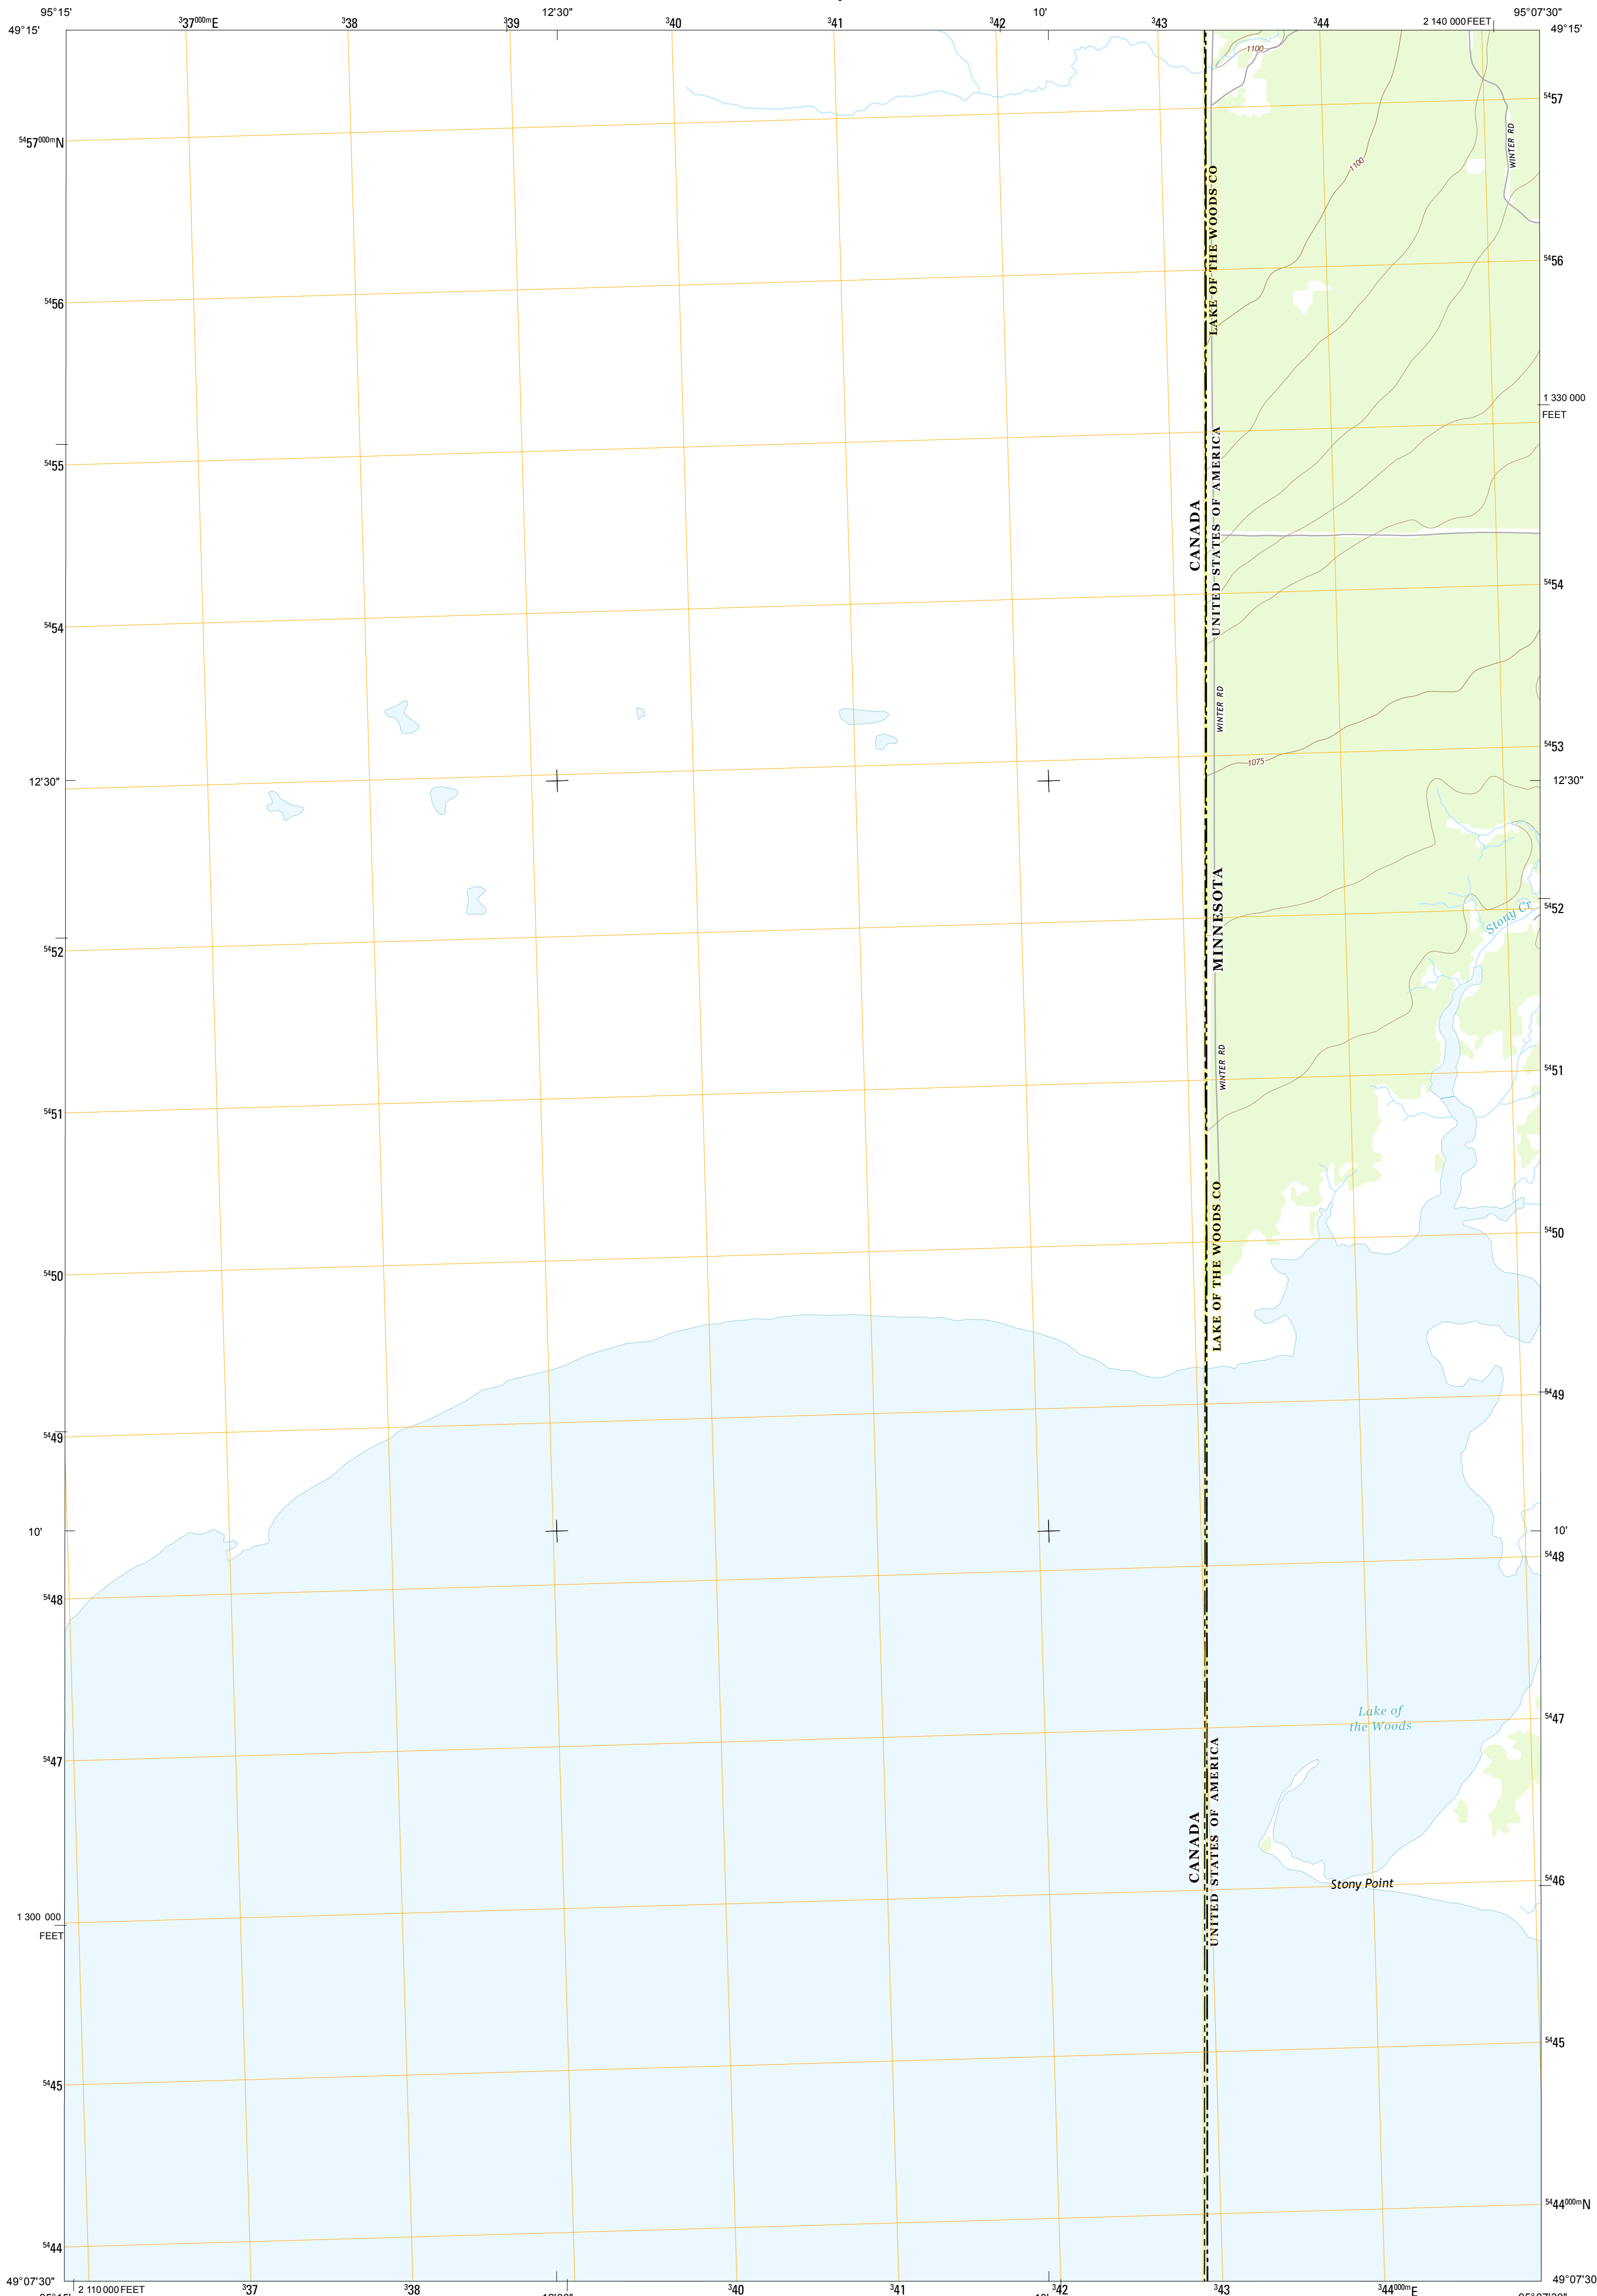 95°15'
12'30"
10'
95°07'30"
49°15'
³37⁰⁰⁰ᵐE
³38
³39
³40
³41
³42
³43
³44
2 140 000 FEET
49°15'
1100
⁵⁴57
⁵⁴57⁰⁰⁰ᵐN
WINTER RD
1100
LAKE OF THE WOODS CO
⁵⁴56
⁵⁴56
1 330 000
FEET
⁵⁴55
CANADA
UNITED STATES OF AMERICA
⁵⁴54
⁵⁴54
WINTER RD
⁵⁴53
1075
12'30"
12'30"
MINNESOTA
⁵⁴52
Stony Cr
⁵⁴52
WINTER RD
⁵⁴51
⁵⁴51
LAKE OF THE WOODS CO
⁵⁴50
⁵⁴50
⁵⁴49
⁵⁴49
10'
10'
⁵⁴48
⁵⁴48
Lake of
the Woods
⁵⁴47
⁵⁴47
CANADA
UNITED STATES OF AMERICA
Stony Point
⁵⁴46
1 300 000
FEET
⁵⁴45
⁵⁴45
⁵⁴44⁰⁰⁰ᵐN
⁵⁴44
49°07'30"
2 110 000 FEET
³37
³38
³40
³41
³42
³43
³44⁰⁰⁰ᵐE
49°07'30